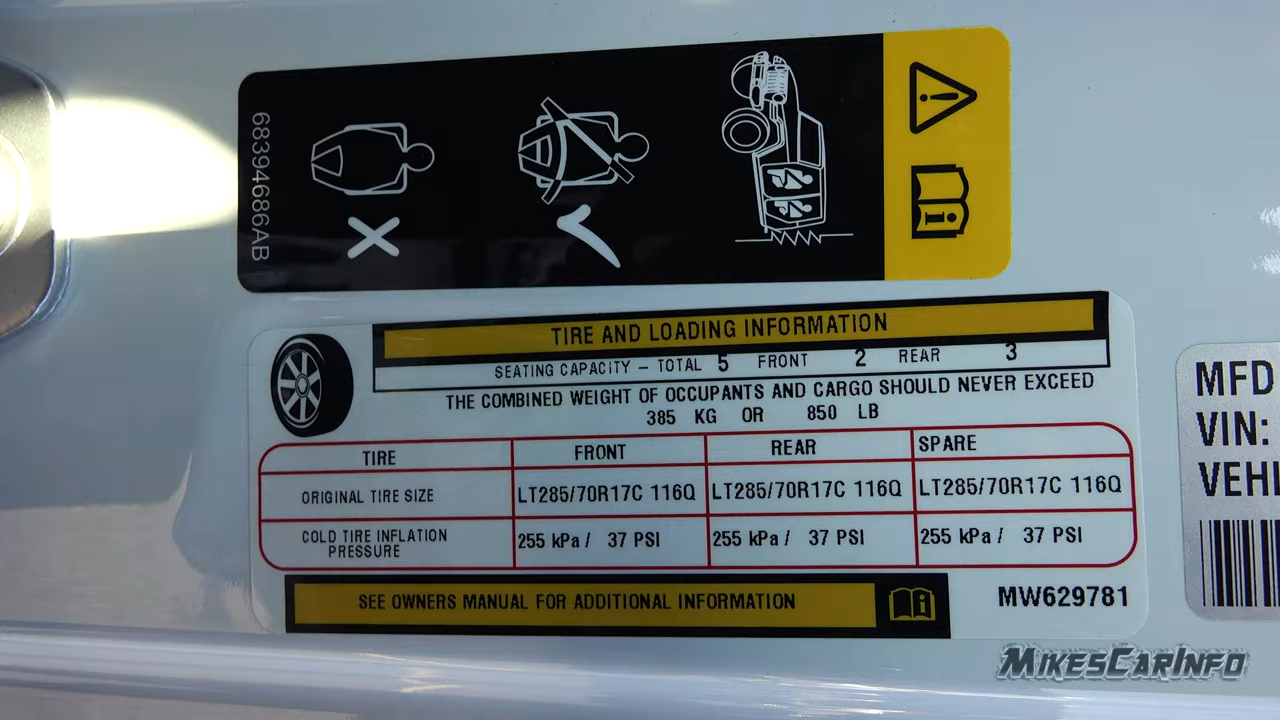 68394686AB
TIRE AND LOADING INFORMATION
SEATING CAPACITY – TOTAL 5 FRONT 2 REAR 3
THE COMBINED WEIGHT OF OCCUPANTS AND CARGO SHOULD NEVER EXCEED
385 KG OR 850 LB
TIRE FRONT REAR SPARE
ORIGINAL TIRE SIZE LT285/70R17C 116Q LT285/70R17C 116Q LT285/70R17C 116Q
COLD TIRE INFLATION
PRESSURE 255 kPa / 37 PSI 255 kPa / 37 PSI 255 kPa / 37 PSI
SEE OWNERS MANUAL FOR ADDITIONAL INFORMATION
MW629781
MFD
VIN:
VEHI
MIKESCARINFO